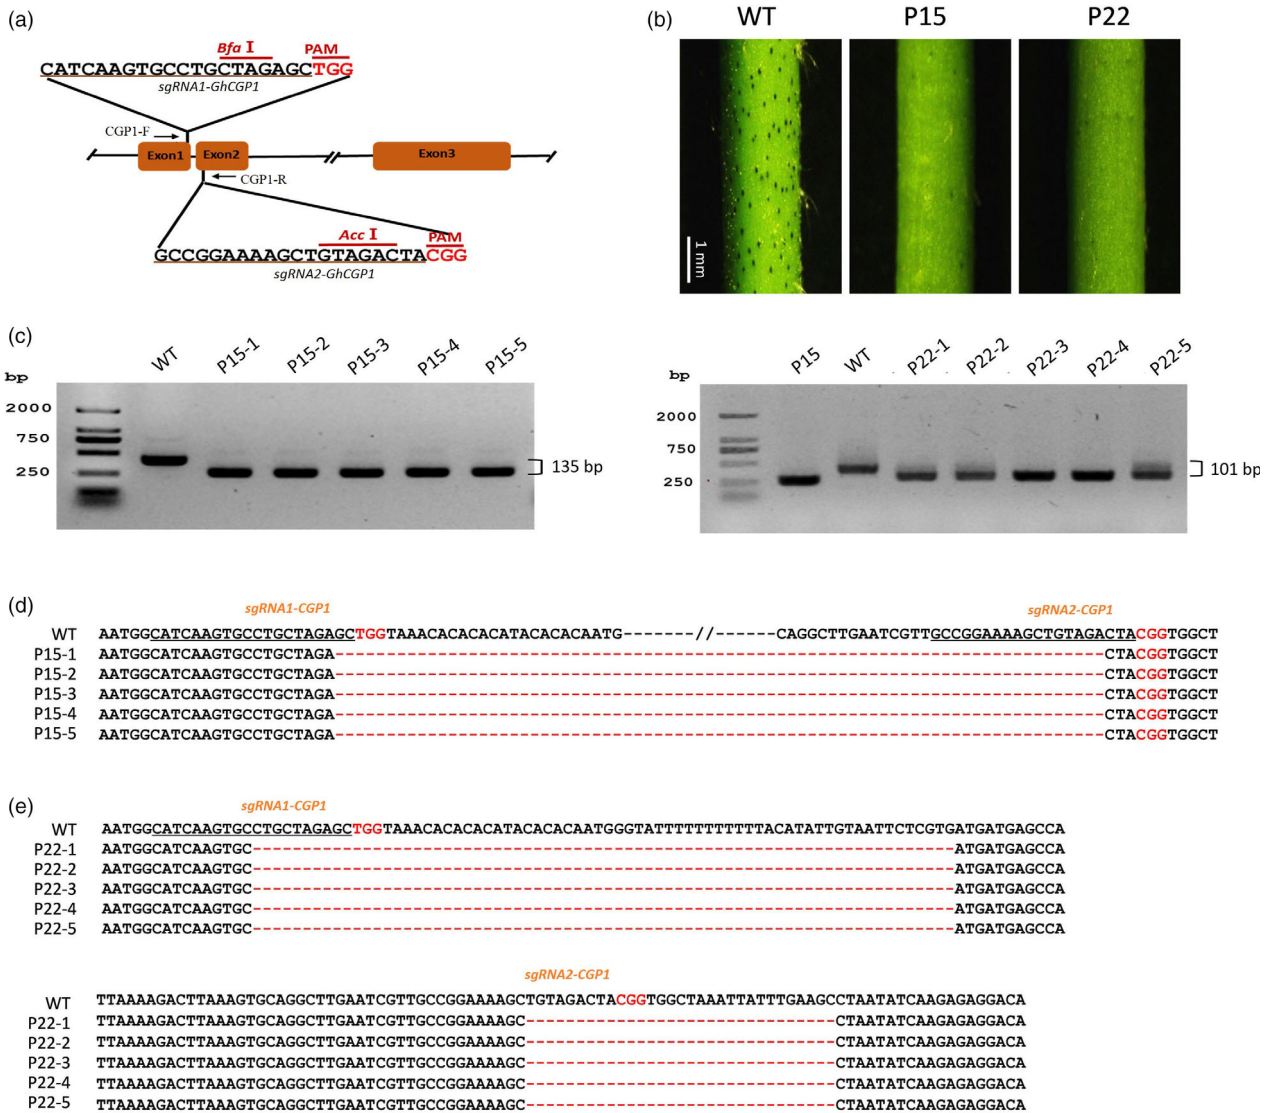 (a)
Bfa I PAM
CATCAAGTGCCTGCTAGAGCTGG
sgRNA1-GhCGP1
CGP1-F
Exon1 Exon2 Exon3
CGP1-R
Acc I PAM
GCCGGAAAAGCTGTAGACTACGG
sgRNA2-GhCGP1
(b)
WT P15 P22
1 mm
(c)
WT P15-1 P15-2 P15-3 P15-4 P15-5
bp
2000
750
250
135 bp
P15 WT P22-1 P22-2 P22-3 P22-4 P22-5
bp
2000
750
250
101 bp
(d)
sgRNA1-CGP1 sgRNA2-CGP1
WT AATGGCATCAAGTGCCTGCTAGAGCTGGTAAACACACACATACACACAATG-------//------CAGGCTTGAATCGTTGCCGGAAAAGCTGTAGACTACGGTGGCT
P15-1 AATGGCATCAAGTGCCTGCTAGA--------------------CTACGGTGGCT
P15-2 AATGGCATCAAGTGCCTGCTAGA--------------------CTACGGTGGCT
P15-3 AATGGCATCAAGTGCCTGCTAGA--------------------CTACGGTGGCT
P15-4 AATGGCATCAAGTGCCTGCTAGA--------------------CTACGGTGGCT
P15-5 AATGGCATCAAGTGCCTGCTAGA--------------------CTACGGTGGCT
(e)
sgRNA1-CGP1
WT AATGGCATCAAGTGCCTGCTAGAGCTGGTAAACACACACATACACACAATGGGTATTTTTTTTTTTACATATTGTAATTCTCGTGATGATGAGCCA
P22-1 AATGGCATCAAGTGC--------------------ATGATGAGCCA
P22-2 AATGGCATCAAGTGC--------------------ATGATGAGCCA
P22-3 AATGGCATCAAGTGC--------------------ATGATGAGCCA
P22-4 AATGGCATCAAGTGC--------------------ATGATGAGCCA
P22-5 AATGGCATCAAGTGC--------------------ATGATGAGCCA
sgRNA2-CGP1
WT TTAAAAGACTTAAAGTGCAGGCTTGAATCGTTGCCGGAAAAGCTGTAGACTACGGTGGCTAAATTATTTGAAGCCTAATATCAAGAGAGGACA
P22-1 TTAAAAGACTTAAAGTGCAGGCTTGAATCGTTGCCGGAAAAGC--------------------CTAATATCAAGAGAGGACA
P22-2 TTAAAAGACTTAAAGTGCAGGCTTGAATCGTTGCCGGAAAAGC--------------------CTAATATCAAGAGAGGACA
P22-3 TTAAAAGACTTAAAGTGCAGGCTTGAATCGTTGCCGGAAAAGC--------------------CTAATATCAAGAGAGGACA
P22-4 TTAAAAGACTTAAAGTGCAGGCTTGAATCGTTGCCGGAAAAGC--------------------CTAATATCAAGAGAGGACA
P22-5 TTAAAAGACTTAAAGTGCAGGCTTGAATCGTTGCCGGAAAAGC--------------------CTAATATCAAGAGAGGACA